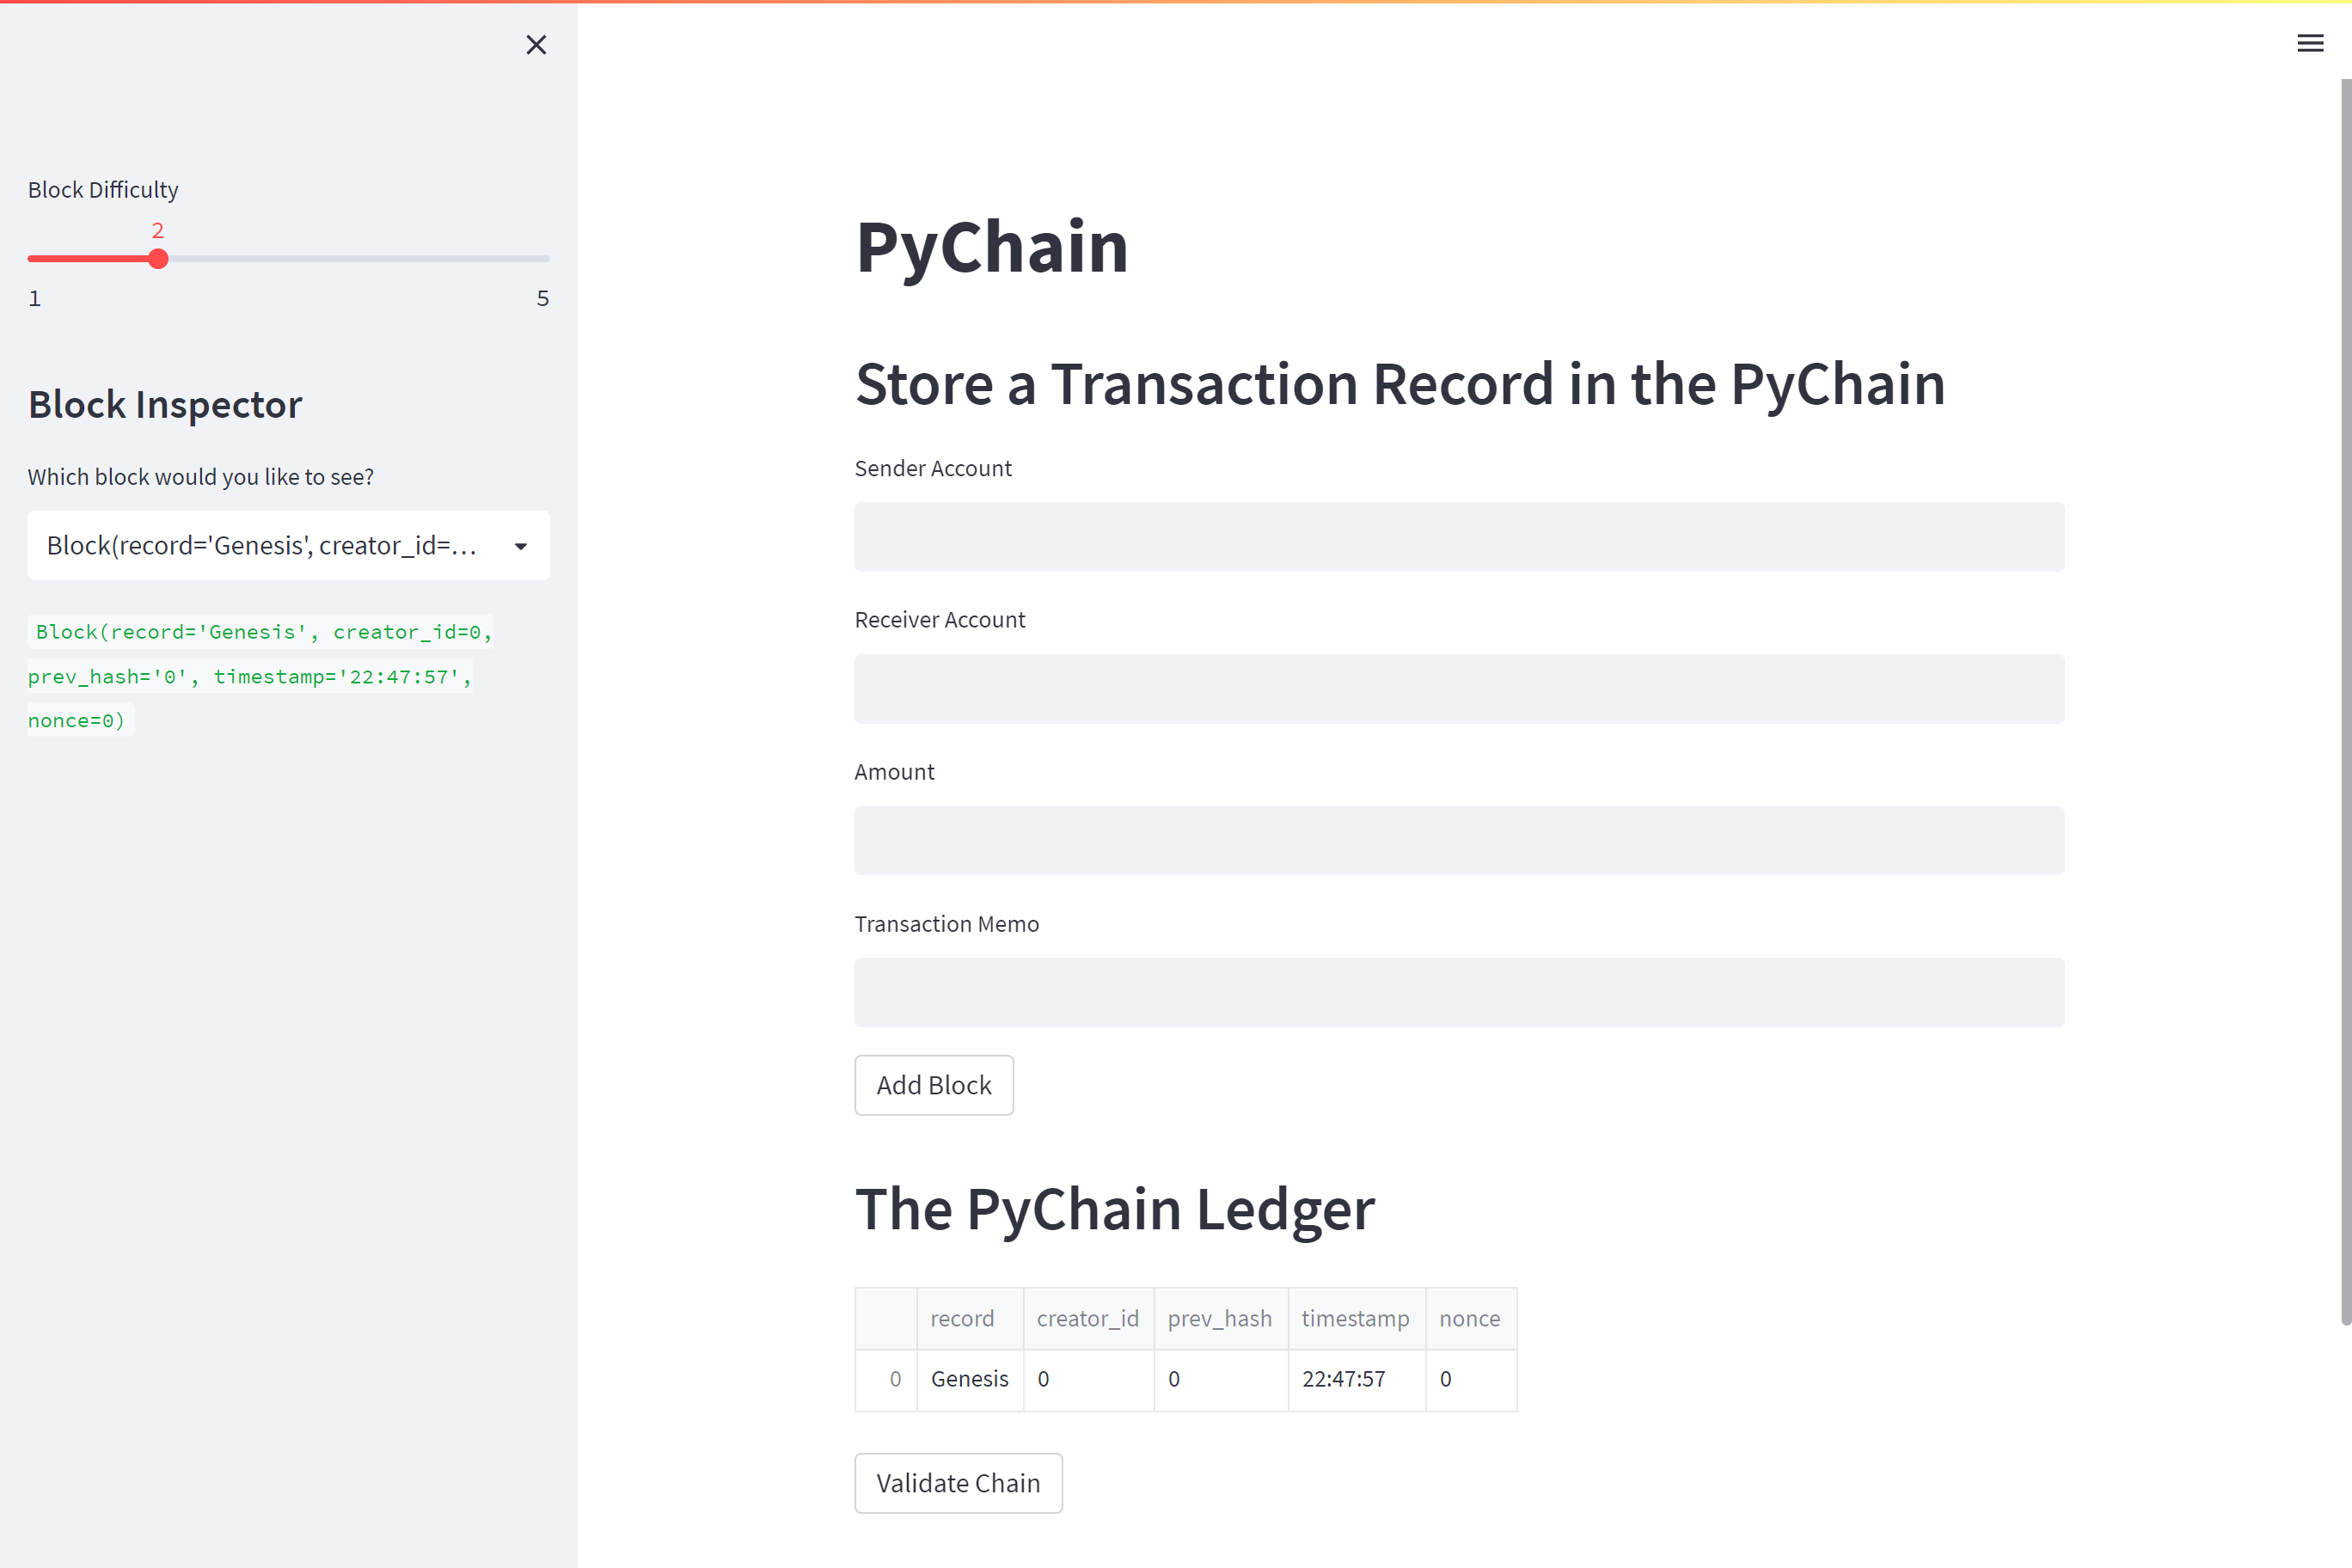 Block Difficulty
2
1 5
Block Inspector
Which block would you like to see?
Block(record='Genesis', creator_id=...
Block(record='Genesis', creator_id=0,
prev_hash='0', timestamp='22:47:57',
nonce=0)
PyChain
Store a Transaction Record in the PyChain
Sender Account
Receiver Account
Amount
Transaction Memo
Add Block
The PyChain Ledger
record creator_id prev_hash timestamp nonce
0 Genesis 0 0 22:47:57 0
Validate Chain